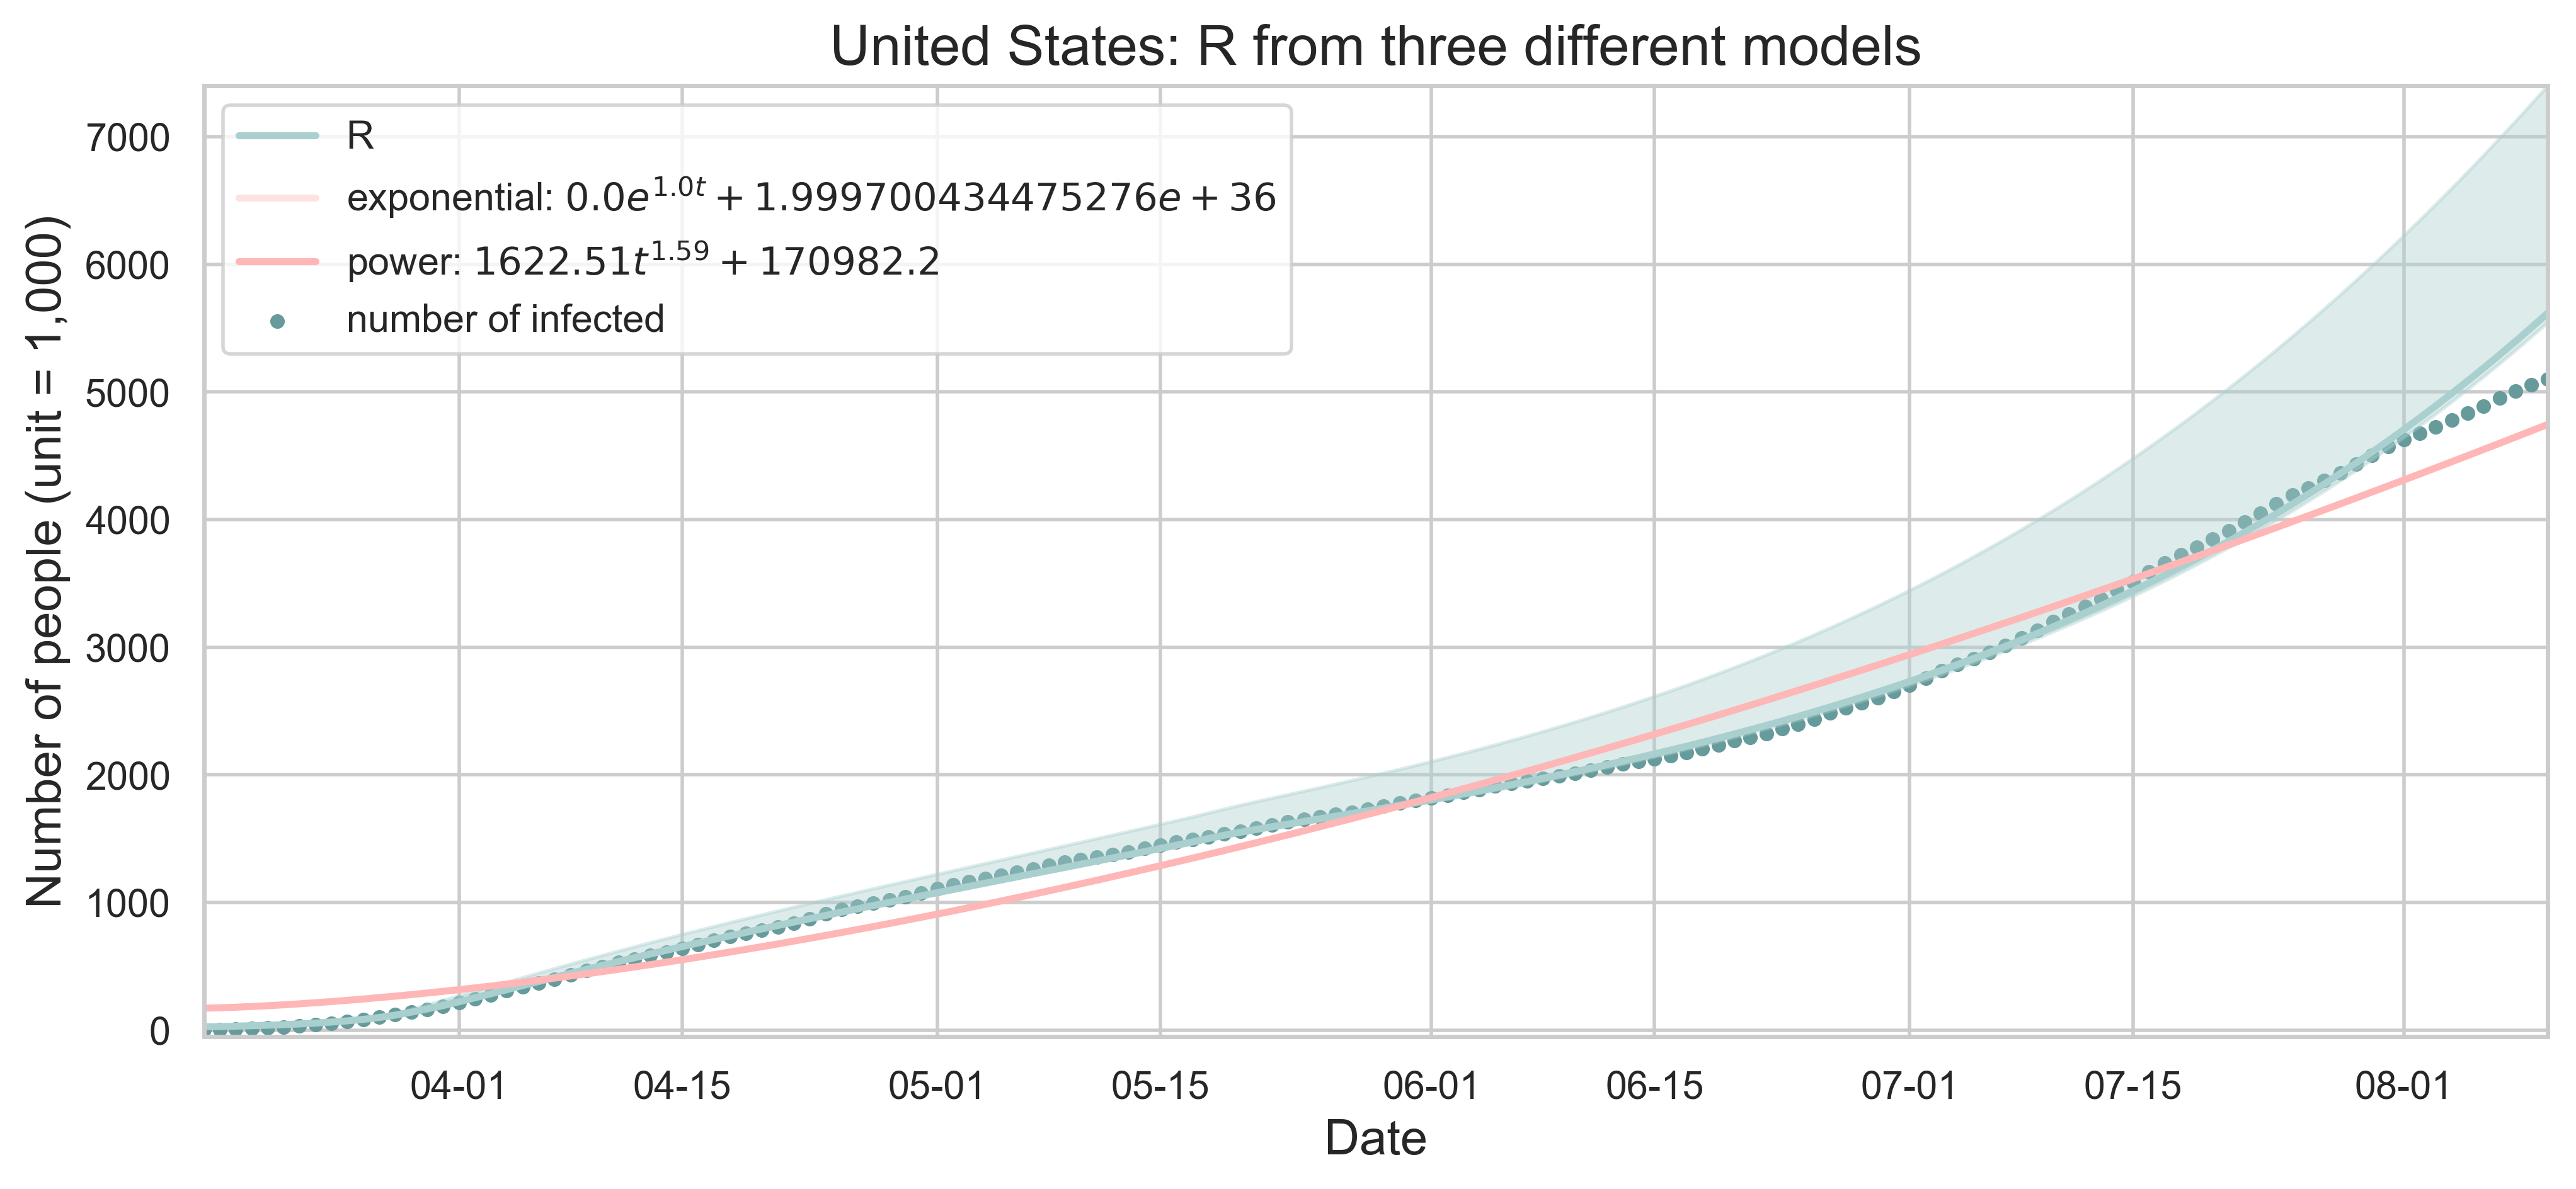 United States: R from three different models
R
exponential: 0.0e^{1.0t} + 1.999700434475276e + 36
power: 1622.51t^{1.59} + 170982.2
number of infected
Number of people (unit = 1,000)
7000
6000
5000
4000
3000
2000
1000
0
04-01 04-15 05-01 05-15 06-01 06-15 07-01 07-15 08-01
Date